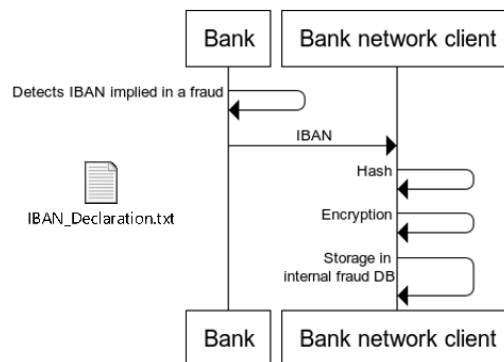 Bank
Bank network client
Detects IBAN implied in a fraud
IBAN
Hash
IBAN_Declaration.txt
Encryption
Storage in
internal fraud DB
Bank
Bank network client